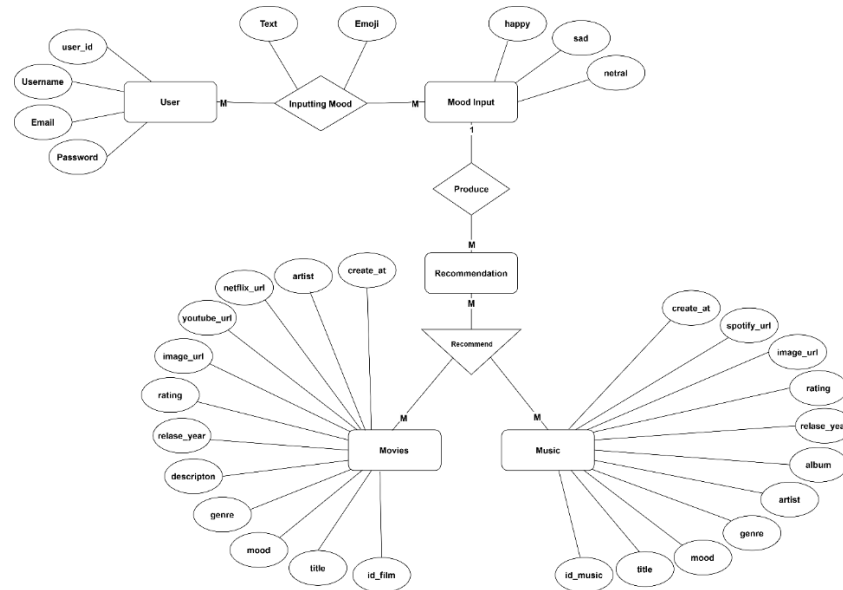 Text
Emoji
happy
sad
netral
user_id
Username
Email
Password
User
M
Inputting Mood
M
Mood Input
1
Produce
M
Recommendation
M
Recommend
M
M
create_at
artist
netflix_url
youtube_url
image_url
rating
relase_year
descripton
genre
mood
title
id_film
Movies
create_at
spotify_url
image_url
rating
relase_year
album
artist
genre
mood
title
id_music
Music